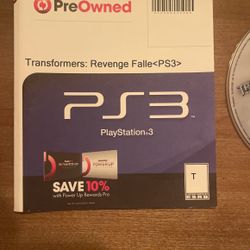 PreOwned
Transformers: Revenge Falle<PS3>
PS3
PlayStation®3
SAVE 10%
with Power Up Rewards Pro
T